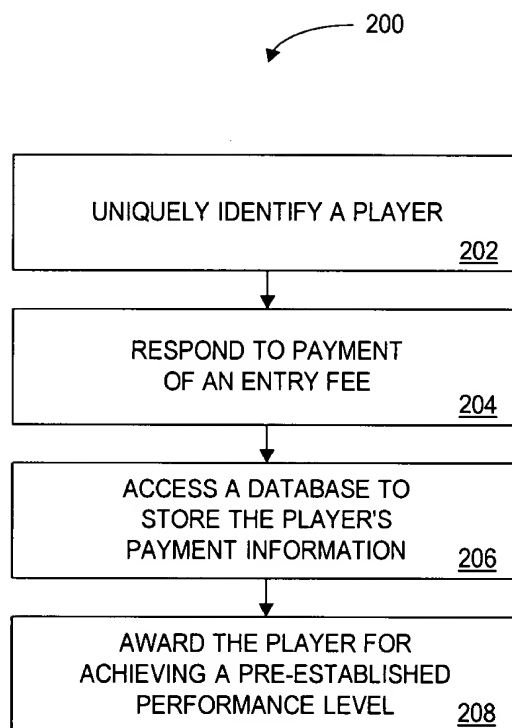 200
UNIQUELY IDENTIFY A PLAYER
202
RESPOND TO PAYMENT
OF AN ENTRY FEE
204
ACCESS A DATABASE TO
STORE THE PLAYER'S
PAYMENT INFORMATION
206
AWARD THE PLAYER FOR
ACHIEVING A PRE-ESTABLISHED
PERFORMANCE LEVEL
208